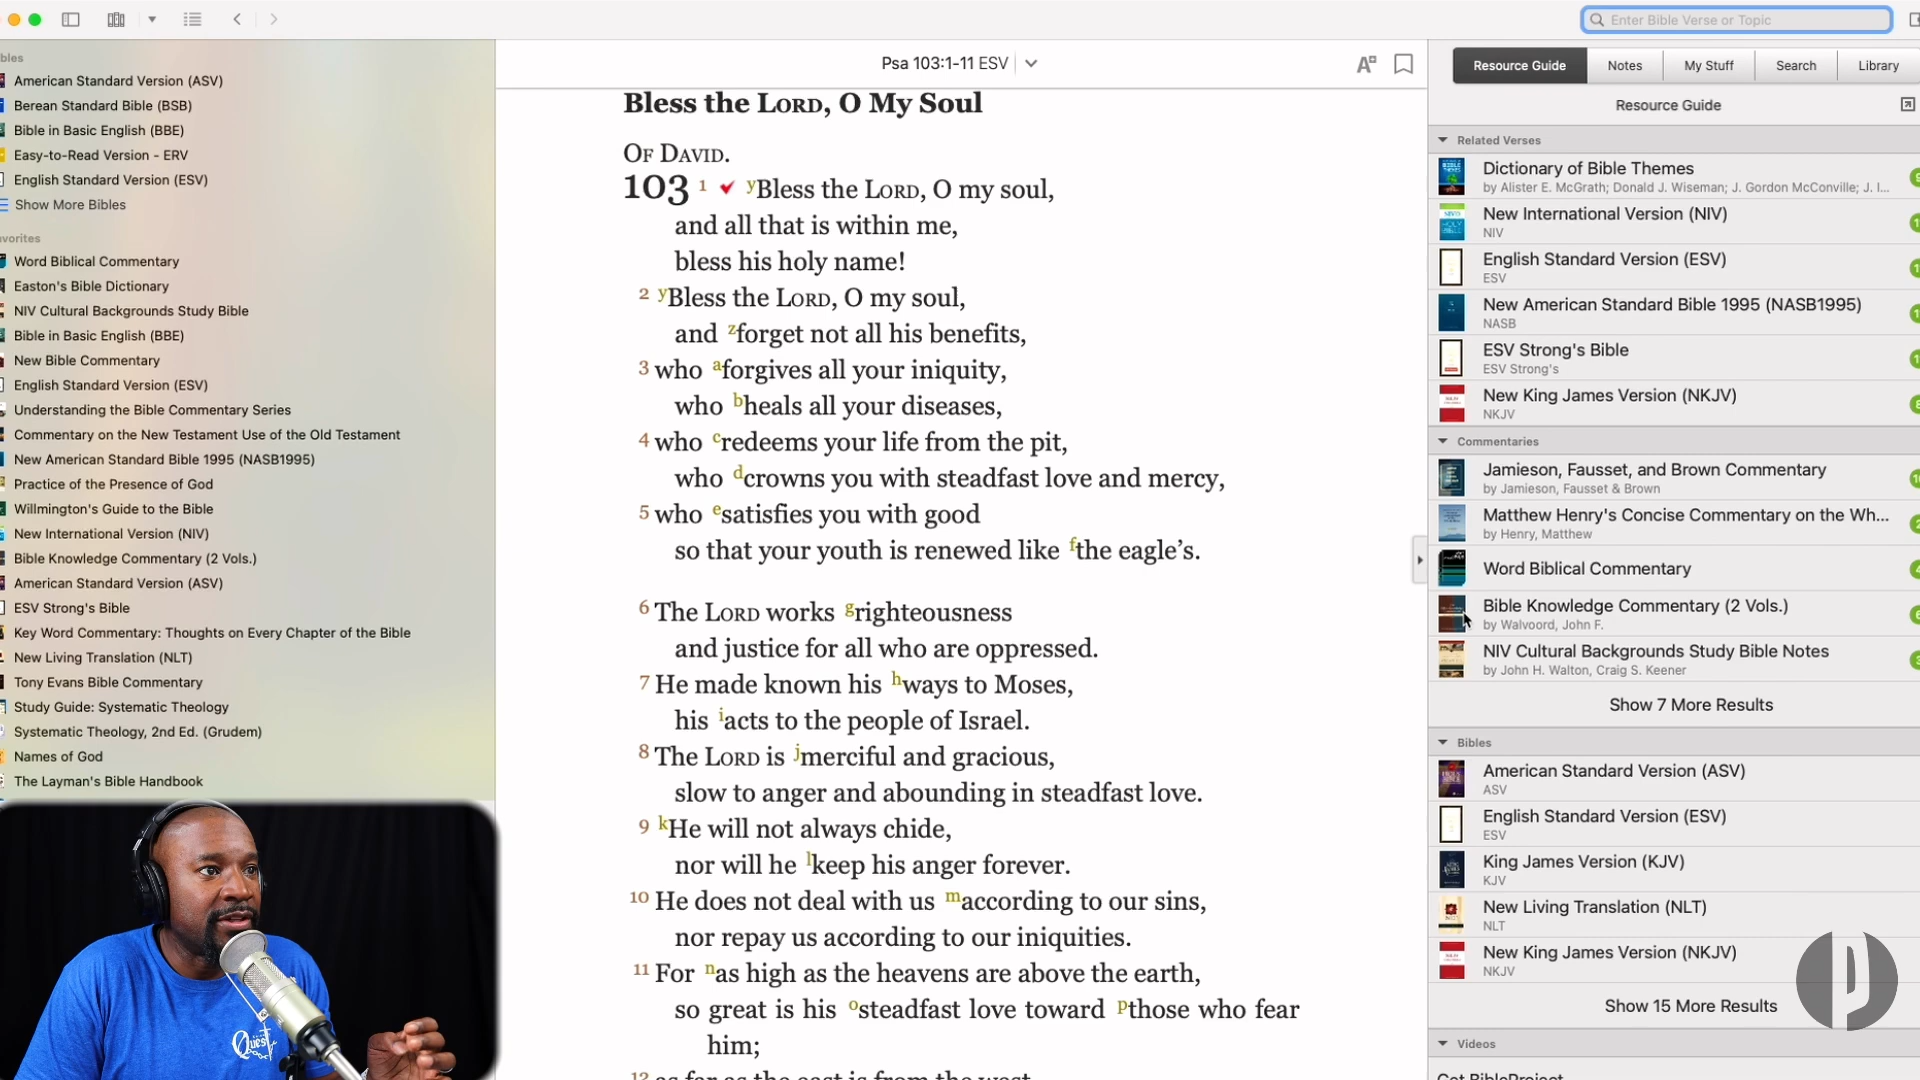 Enter Bible Verse or Topic
bles
American Standard Version (ASV)
Berean Standard Bible (BSB)
Bible in Basic English (BBE)
Easy-to-Read Version - ERV
English Standard Version (ESV)
Show More Bibles
avorites
Word Biblical Commentary
Easton's Bible Dictionary
NIV Cultural Backgrounds Study Bible
Bible in Basic English (BBE)
New Bible Commentary
English Standard Version (ESV)
Understanding the Bible Commentary Series
Commentary on the New Testament Use of the Old Testament
New American Standard Bible 1995 (NASB1995)
Practice of the Presence of God
Willmington's Guide to the Bible
New International Version (NIV)
Bible Knowledge Commentary (2 Vols.)
American Standard Version (ASV)
ESV Strong's Bible
Key Word Commentary: Thoughts on Every Chapter of the Bible
New Living Translation (NLT)
Tony Evans Bible Commentary
Study Guide: Systematic Theology
Systematic Theology, 2nd Ed. (Grudem)
Names of God
The Layman's Bible Handbook
Quest
Psa 103:1-11 ESV
Bless the LORD, O My Soul
OF DAVID.
103 1 yBless the LORD, O my soul,
and all that is within me,
bless his holy name!
2 yBless the LORD, O my soul,
and zforget not all his benefits,
3 who aforgives all your iniquity,
who bheals all your diseases,
4 who credeems your life from the pit,
who dcrowns you with steadfast love and mercy,
5 who esatisfies you with good
so that your youth is renewed like fthe eagle's.
6 The LORD works grighteousness
and justice for all who are oppressed.
7 He made known his hways to Moses,
his iacts to the people of Israel.
8 The LORD is jmerciful and gracious,
slow to anger and abounding in steadfast love.
9 kHe will not always chide,
nor will he lkeep his anger forever.
10 He does not deal with us maccording to our sins,
nor repay us according to our iniquities.
11 For nas high as the heavens are above the earth,
so great is his osteadfast love toward pthose who fear
him;
12 as far as the east is from the west
Resource Guide
Notes
My Stuff
Search
Library
Resource Guide
Related Verses
Dictionary of Bible Themes
by Alister E. McGrath; Donald J. Wiseman; J. Gordon McConville; J. I...
New International Version (NIV)
NIV
English Standard Version (ESV)
ESV
New American Standard Bible 1995 (NASB1995)
NASB
ESV Strong's Bible
ESV Strong's
New King James Version (NKJV)
NKJV
Commentaries
Jamieson, Fausset, and Brown Commentary
by Jamieson, Fausset & Brown
Matthew Henry's Concise Commentary on the Wh...
by Henry, Matthew
Word Biblical Commentary
Bible Knowledge Commentary (2 Vols.)
by Walvoord, John F.
NIV Cultural Backgrounds Study Bible Notes
by John H. Walton, Craig S. Keener
Show 7 More Results
Bibles
American Standard Version (ASV)
ASV
English Standard Version (ESV)
ESV
King James Version (KJV)
KJV
New Living Translation (NLT)
NLT
New King James Version (NKJV)
NKJV
Show 15 More Results
Videos
Get BibleProject